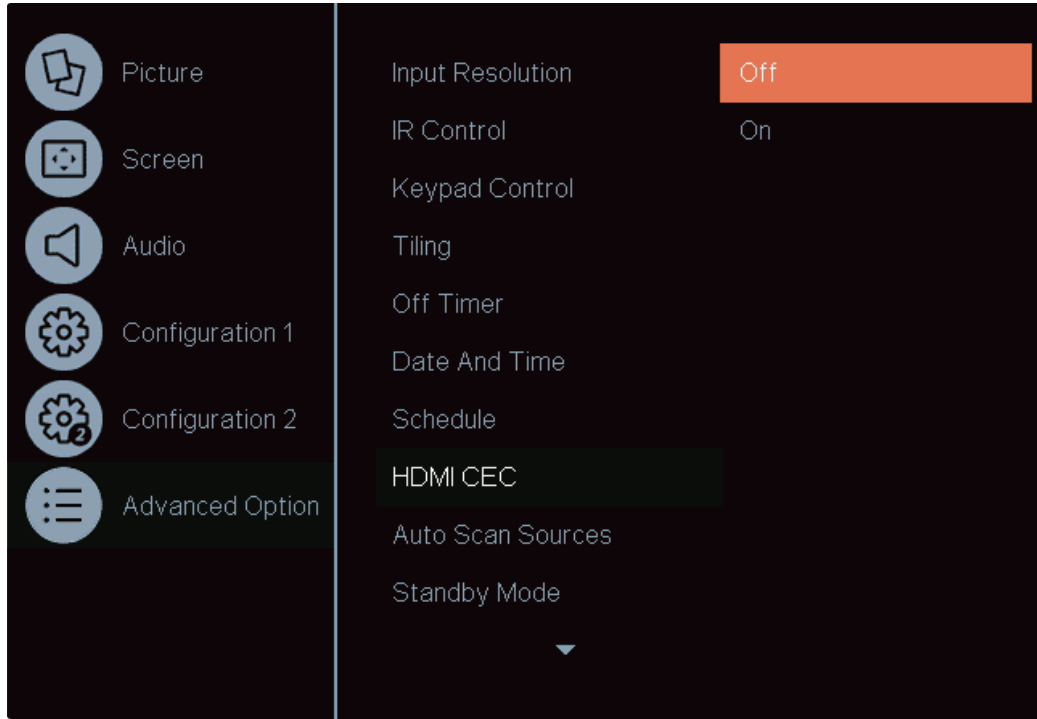 Picture
Screen
Audio
Configuration 1
Configuration 2
2
Advanced Option
Input Resolution
IR Control
Keypad Control
Tiling
Off Timer
Date And Time
Schedule
HDMI CEC
Auto Scan Sources
Standby Mode
Off
On